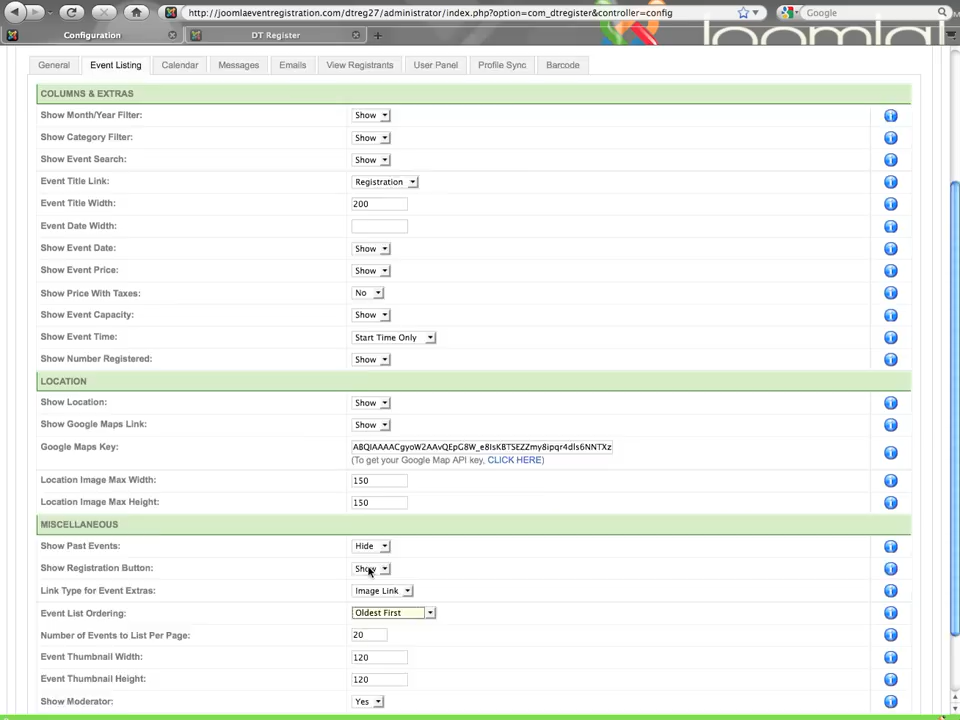 http://joomlaeventregistration.com/dtreg27/administrator/index.php?option=com_dtregister&controller=config
Google
Configuration
DT Register
Joomla!
General
Event Listing
Calendar
Messages
Emails
View Registrants
User Panel
Profile Sync
Barcode
COLUMNS & EXTRAS
Show Month/Year Filter: Show
Show Category Filter: Show
Show Event Search: Show
Event Title Link: Registration
Event Title Width: 200
Event Date Width:
Show Event Date: Show
Show Event Price: Show
Show Price With Taxes: No
Show Event Capacity: Show
Show Event Time: Start Time Only
Show Number Registered: Show
LOCATION
Show Location: Show
Show Google Maps Link: Show
Google Maps Key:
(To get your Google Map API key, CLICK HERE)
Location Image Max Width: 150
Location Image Max Height: 150
MISCELLANEOUS
Show Past Events: Hide
Show Registration Button: Show
Link Type for Event Extras: Image Link
Event List Ordering: Oldest First
Number of Events to List Per Page: 20
Event Thumbnail Width: 120
Event Thumbnail Height: 120
Show Moderator: Yes